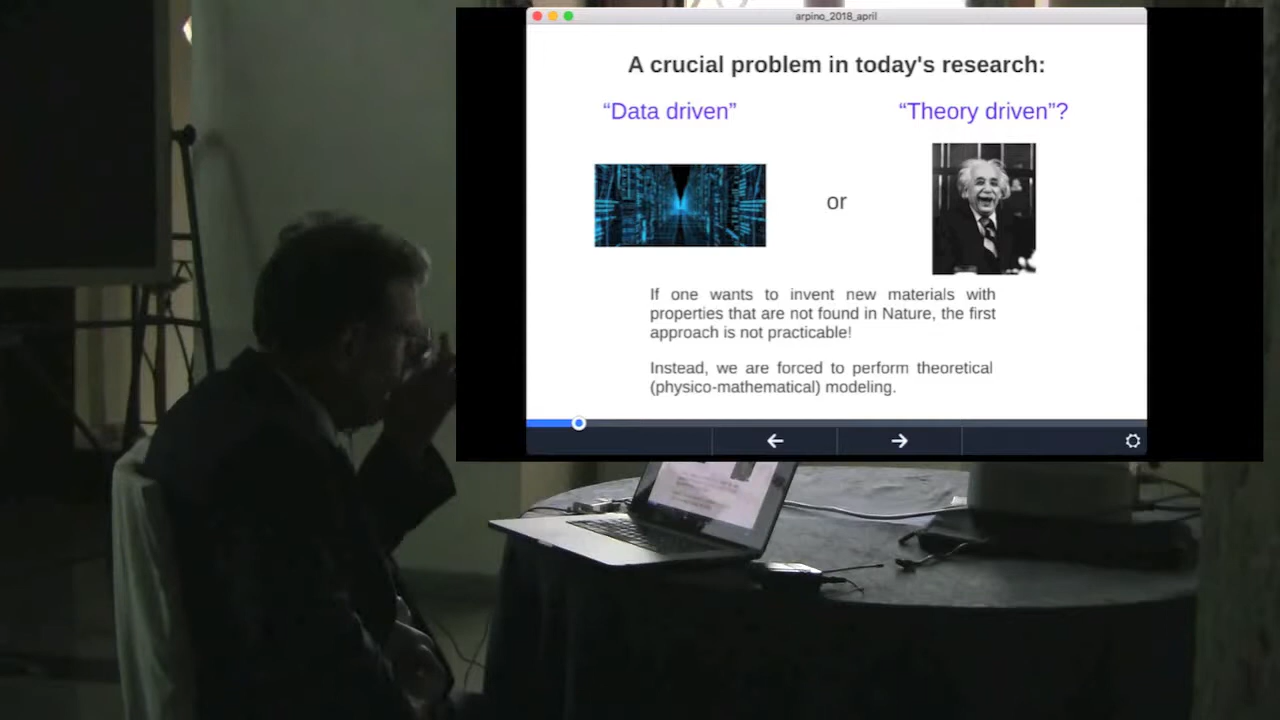 arpino_2018_april
A crucial problem in today's research:
“Data driven”
“Theory driven”?
or
If one wants to invent new materials with
properties that are not found in Nature, the first
approach is not practicable!
Instead, we are forced to perform theoretical
(physico-mathematical) modeling.